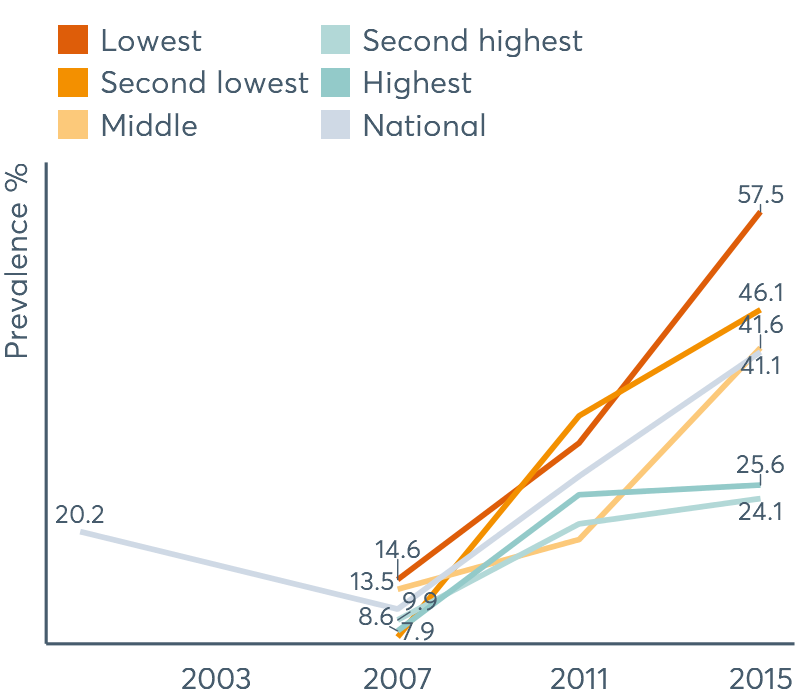 Lowest
Second lowest
Middle
Second highest
Highest
National
Prevalence %
57.5
46.1
41.6
41.1
25.6
24.1
20.2
14.6
13.5
9.9
8.6
7.9
2003 2007 2011 2015